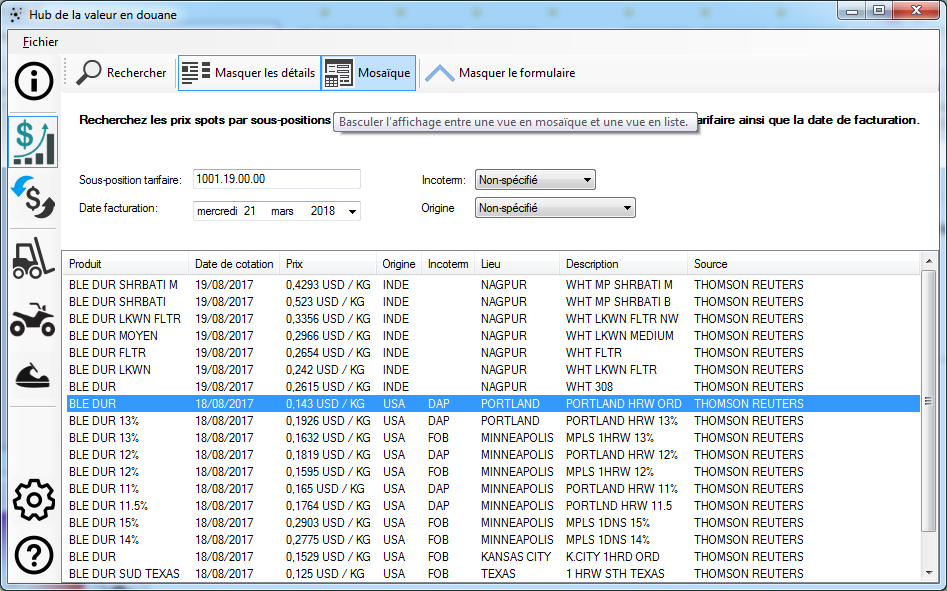 Hub de la valeur en douane
Fichier
Rechercher Masquer les détails Mosaïque Masquer le formulaire
Recherchez les prix spots par sous-positions Basculer l'affichage entre une vue en mosaïque et une vue en liste. arifaire ainsi que la date de facturation.
Sous-position tarifaire: 1001.19.00.00 Incoterm: Non-spécifié
Date facturation: mercredi 21 mars 2018 Origine Non-spécifié
Produit Date de cotation Prix Origine Incoterm Lieu Description Source
BLE DUR SHRBATI M 19/08/2017 0,4293 USD / KG INDE NAGPUR WHT MP SHRBATI M THOMSON REUTERS
BLE DUR SHRBATI 19/08/2017 0,523 USD / KG INDE NAGPUR WHT MP SHRBATI B THOMSON REUTERS
BLE DUR LKWN FLTR 19/08/2017 0,3356 USD / KG INDE NAGPUR WHT LKWN FLTR NW THOMSON REUTERS
BLE DUR MOYEN 19/08/2017 0,2966 USD / KG INDE NAGPUR WHT LKWN MEDIUM THOMSON REUTERS
BLE DUR FLTR 19/08/2017 0,2654 USD / KG INDE NAGPUR WHT FLTR THOMSON REUTERS
BLE DUR LKWN 19/08/2017 0,242 USD / KG INDE NAGPUR WHT LKWN FLTR THOMSON REUTERS
BLE DUR 19/08/2017 0,2615 USD / KG INDE NAGPUR WHT 308 THOMSON REUTERS
BLE DUR 18/08/2017 0,143 USD / KG USA DAP PORTLAND PORTLAND HRW ORD THOMSON REUTERS
BLE DUR 13% 18/08/2017 0,1926 USD / KG USA DAP PORTLAND PORTLAND HRW 13% THOMSON REUTERS
BLE DUR 13% 18/08/2017 0,1632 USD / KG USA FOB MINNEAPOLIS MPLS 1HRW 13% THOMSON REUTERS
BLE DUR 12% 18/08/2017 0,1819 USD / KG USA DAP MINNEAPOLIS PORTLAND HRW 12% THOMSON REUTERS
BLE DUR 12% 18/08/2017 0,1595 USD / KG USA FOB MINNEAPOLIS MPLS 1HRW 12% THOMSON REUTERS
BLE DUR 11% 18/08/2017 0,165 USD / KG USA DAP MINNEAPOLIS PORTLAND HRW 11% THOMSON REUTERS
BLE DUR 11.5% 18/08/2017 0,1764 USD / KG USA DAP MINNEAPOLIS PORTLND HRW 11.5 THOMSON REUTERS
BLE DUR 15% 18/08/2017 0,2903 USD / KG USA FOB MINNEAPOLIS MPLS 1DNS 15% THOMSON REUTERS
BLE DUR 14% 18/08/2017 0,2775 USD / KG USA FOB MINNEAPOLIS MPLS 1DNS 14% THOMSON REUTERS
BLE DUR 18/08/2017 0,1529 USD / KG USA FOB KANSAS CITY K.CITY 1HRD ORD THOMSON REUTERS
BLE DUR SUD TEXAS 18/08/2017 0,125 USD / KG USA FOB TEXAS 1 HRW STH TEXAS THOMSON REUTERS